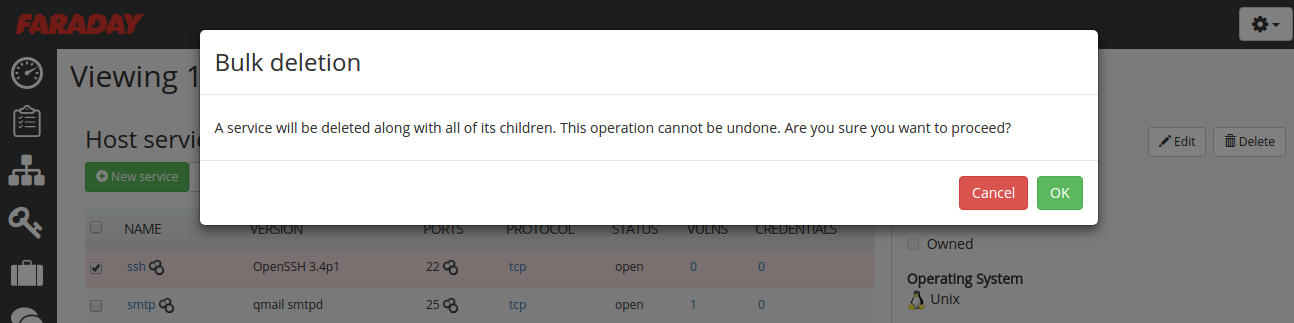 FARADAY
Bulk deletion
A service will be deleted along with all of its children. This operation cannot be undone. Are you sure you want to proceed?
Cancel OK
Viewing 1
Host servi
Edit Delete
New service
NAME VERSION PORTS PROTOCOL STATUS VULNS CREDENTIALS
ssh OpenSSH 3.4p1 22 tcp open 0 0
smtp qmail smtpd 25 tcp open 1 0
Owned
Operating System
Unix